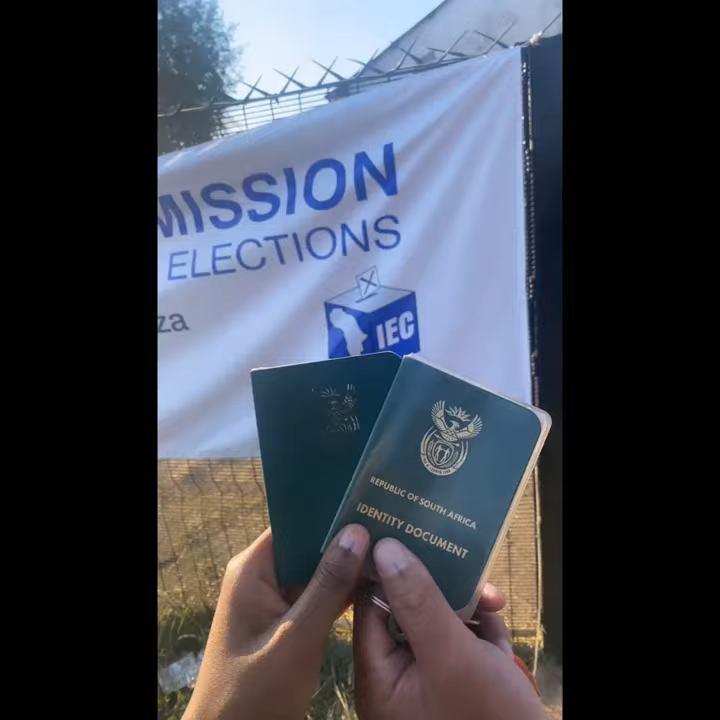 MISSION
ELECTIONS
za
IEC
REPUBLIC OF SOUTH AFRICA
IDENTITY DOCUMENT